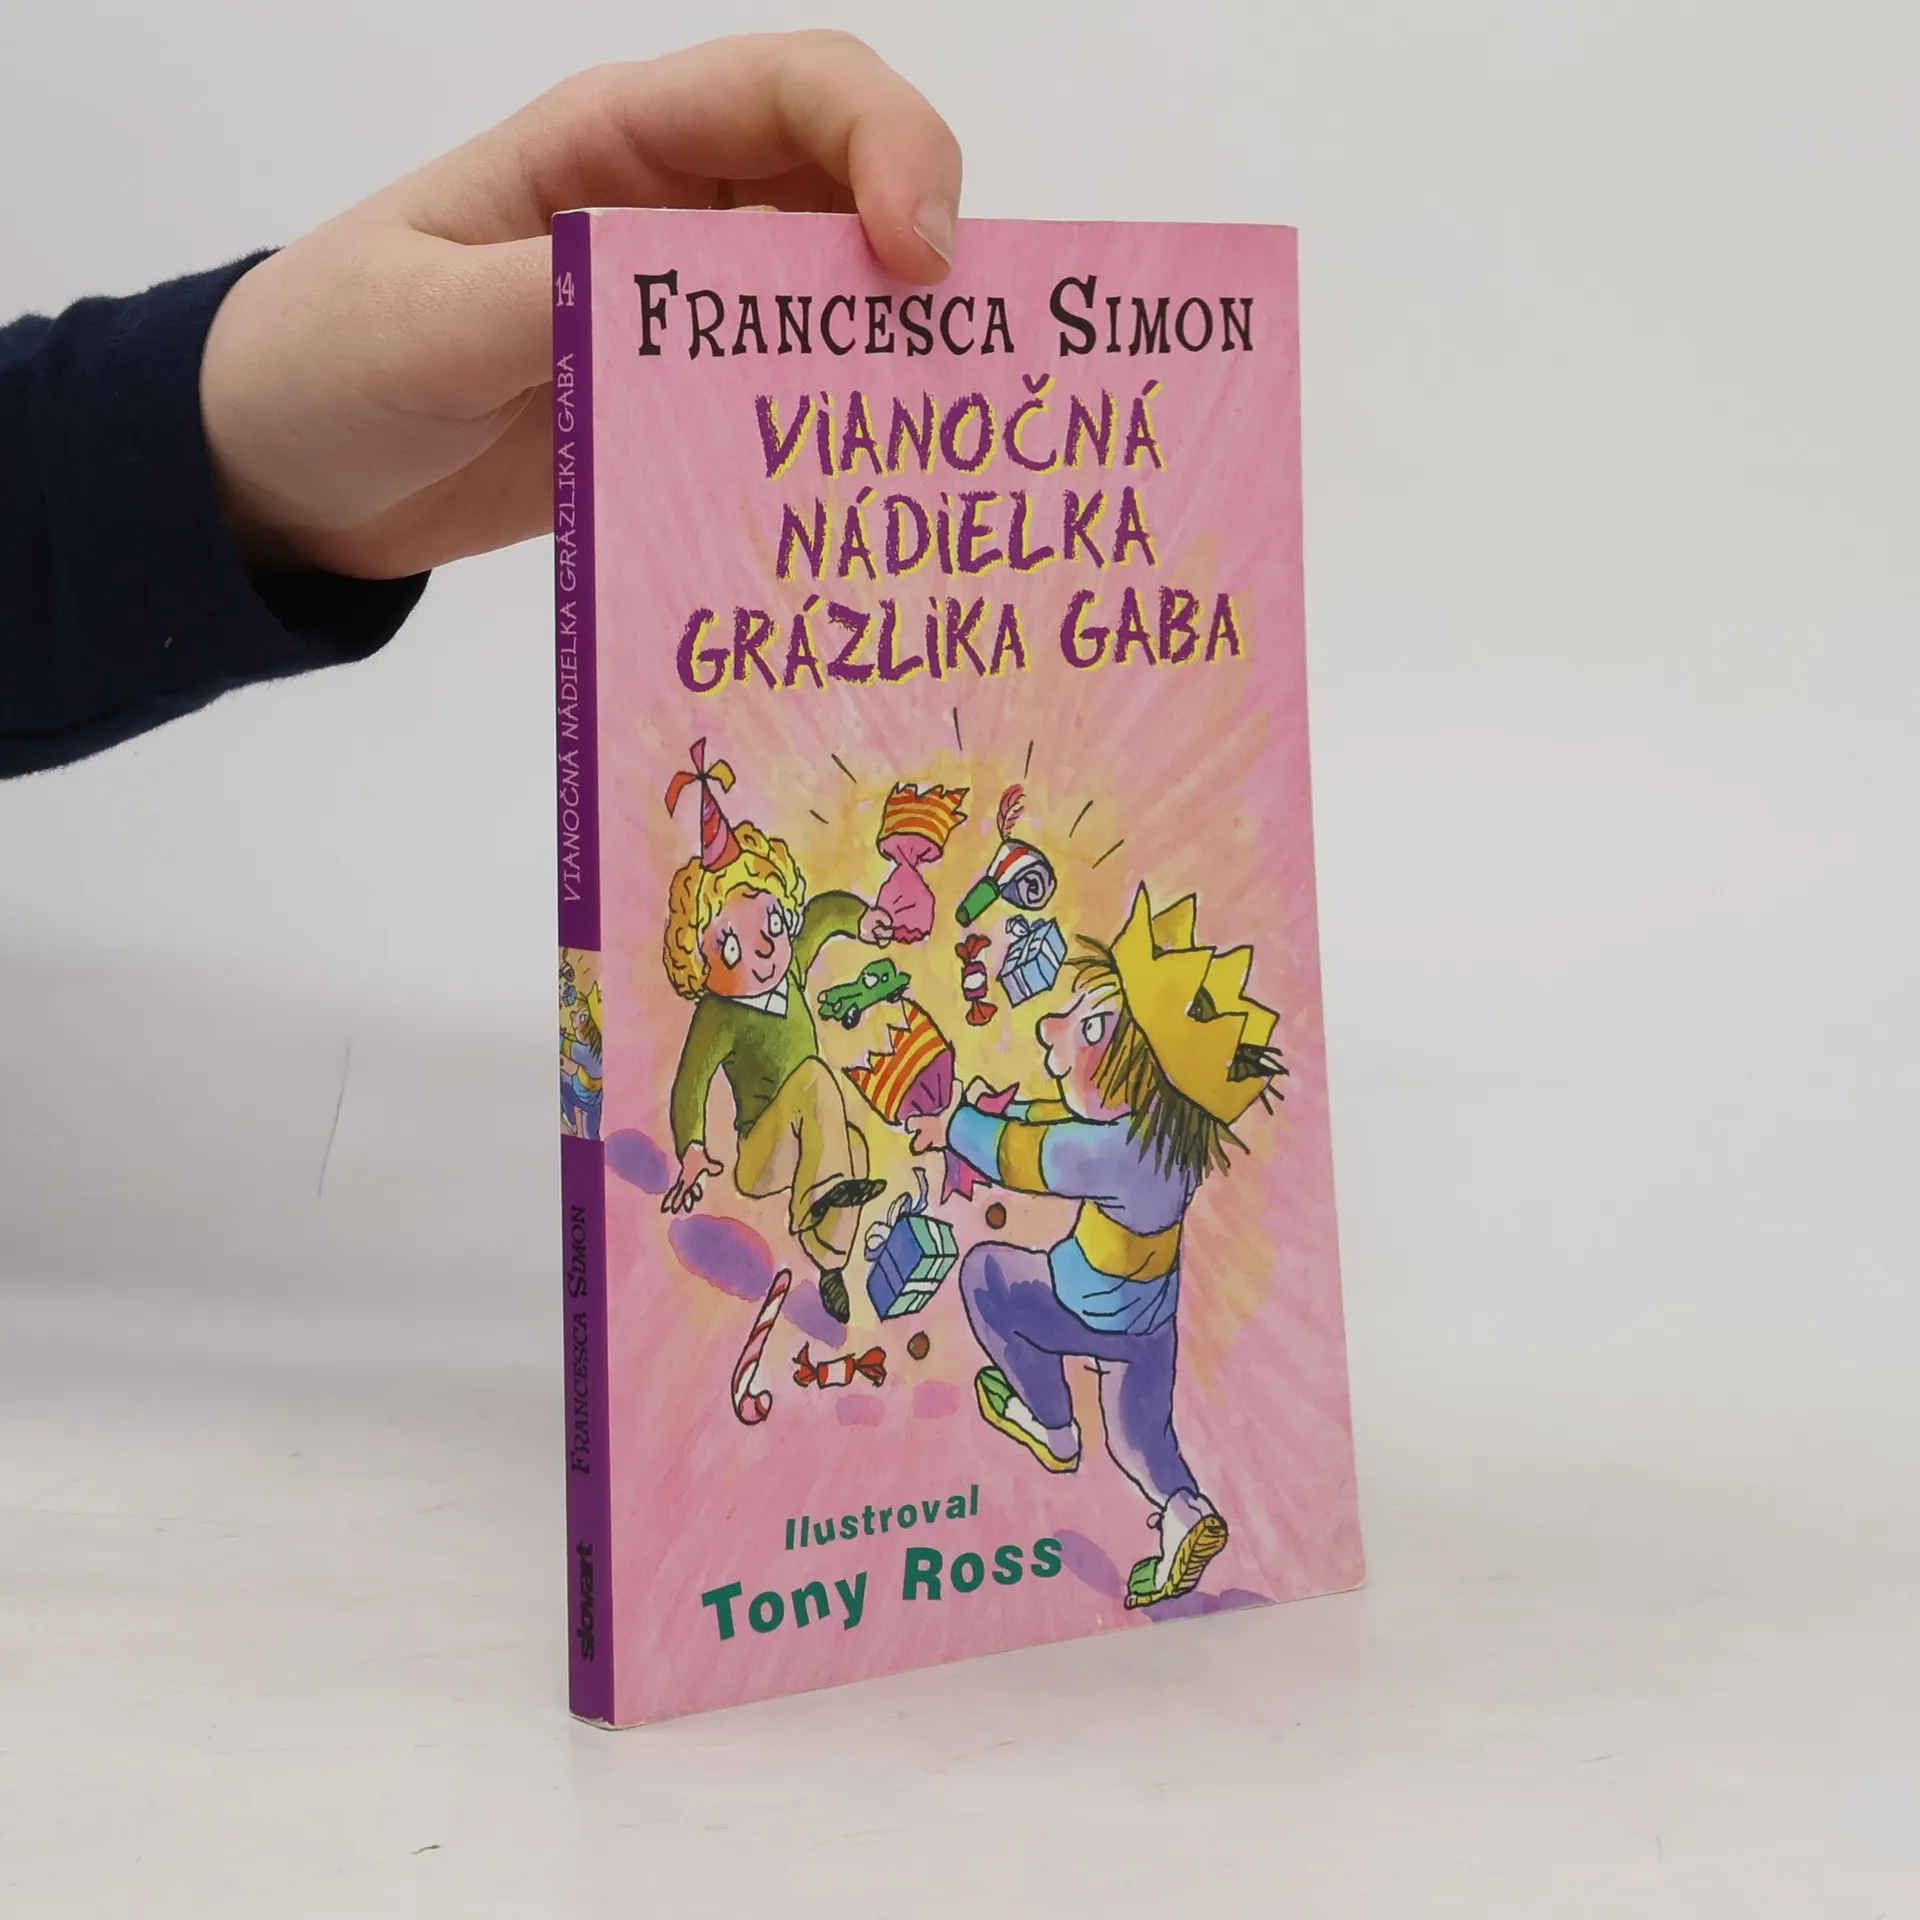 FRANCESCA SIMON
VIANOČNÁ
NÁDIELKA
GRÁZLIKA GABA
Ilustroval
Tony Ross
14 VIANOČNÁ NÁDIELKA GRÁZLIKA GABA FRANCESCA SIMON slovart